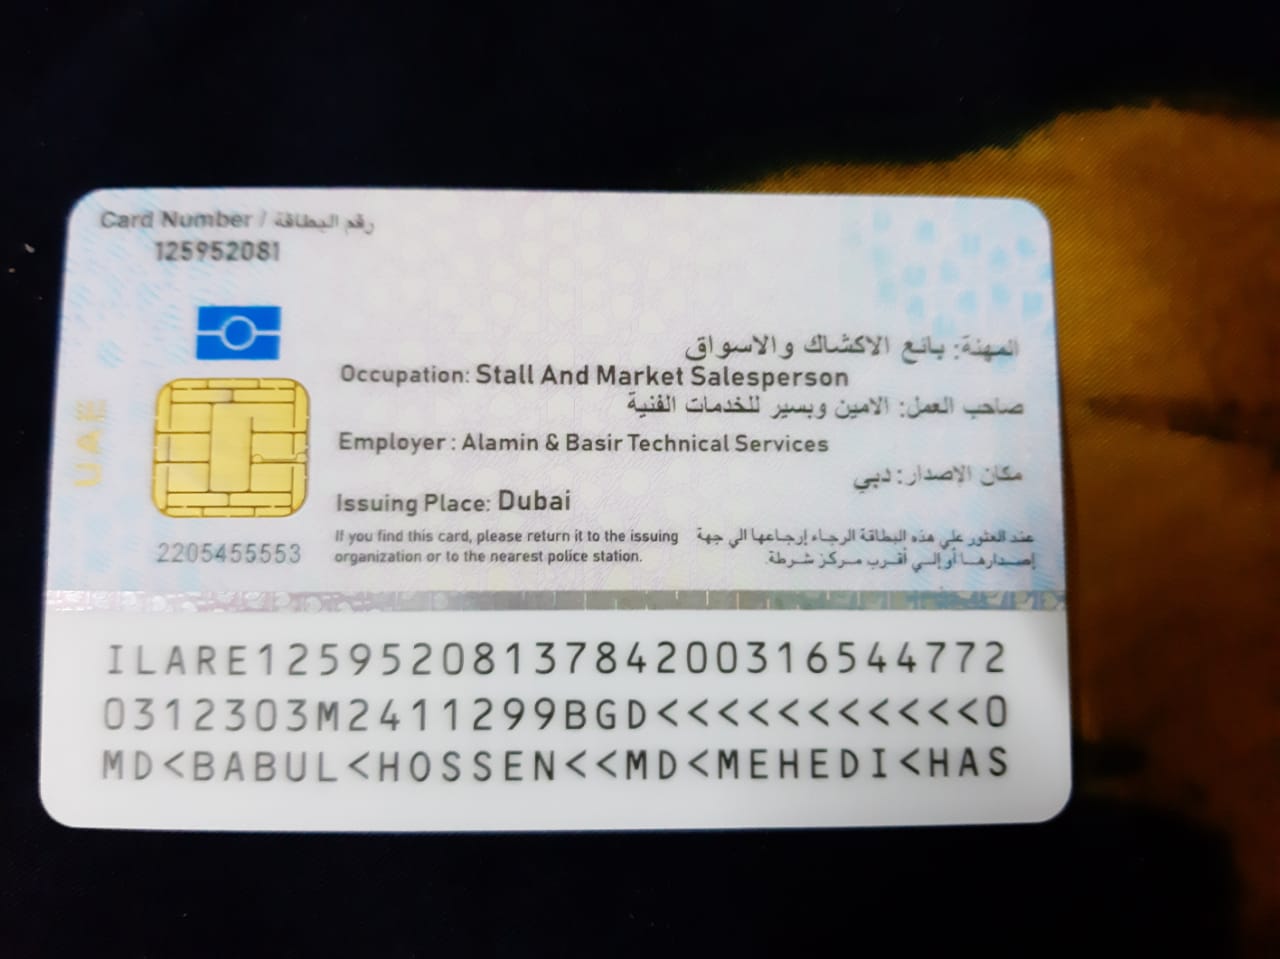 Card Number / رقم البطاقة
125952081
المهنة: بائع الاكشاك والاسواق
Occupation: Stall And Market Salesperson
صاحب العمل: الامين وبسير للخدمات الفنية
Employer : Alamin & Basir Technical Services
مكان الإصدار: دبي
Issuing Place: Dubai
UAE
2205455553
If you find this card, please return it to the issuing
organization or to the nearest police station.
عند العثور على هذه البطاقة الرجاء إرجاعها الى جهة
إصدارها أو إلى أقرب مركز شرطة.
ILARE1259520813784200316544772
0312303M2411299BGD<<<<<<<<<<<0
MD<BABUL<HOSSEN<<MD<MEHEDI<HAS